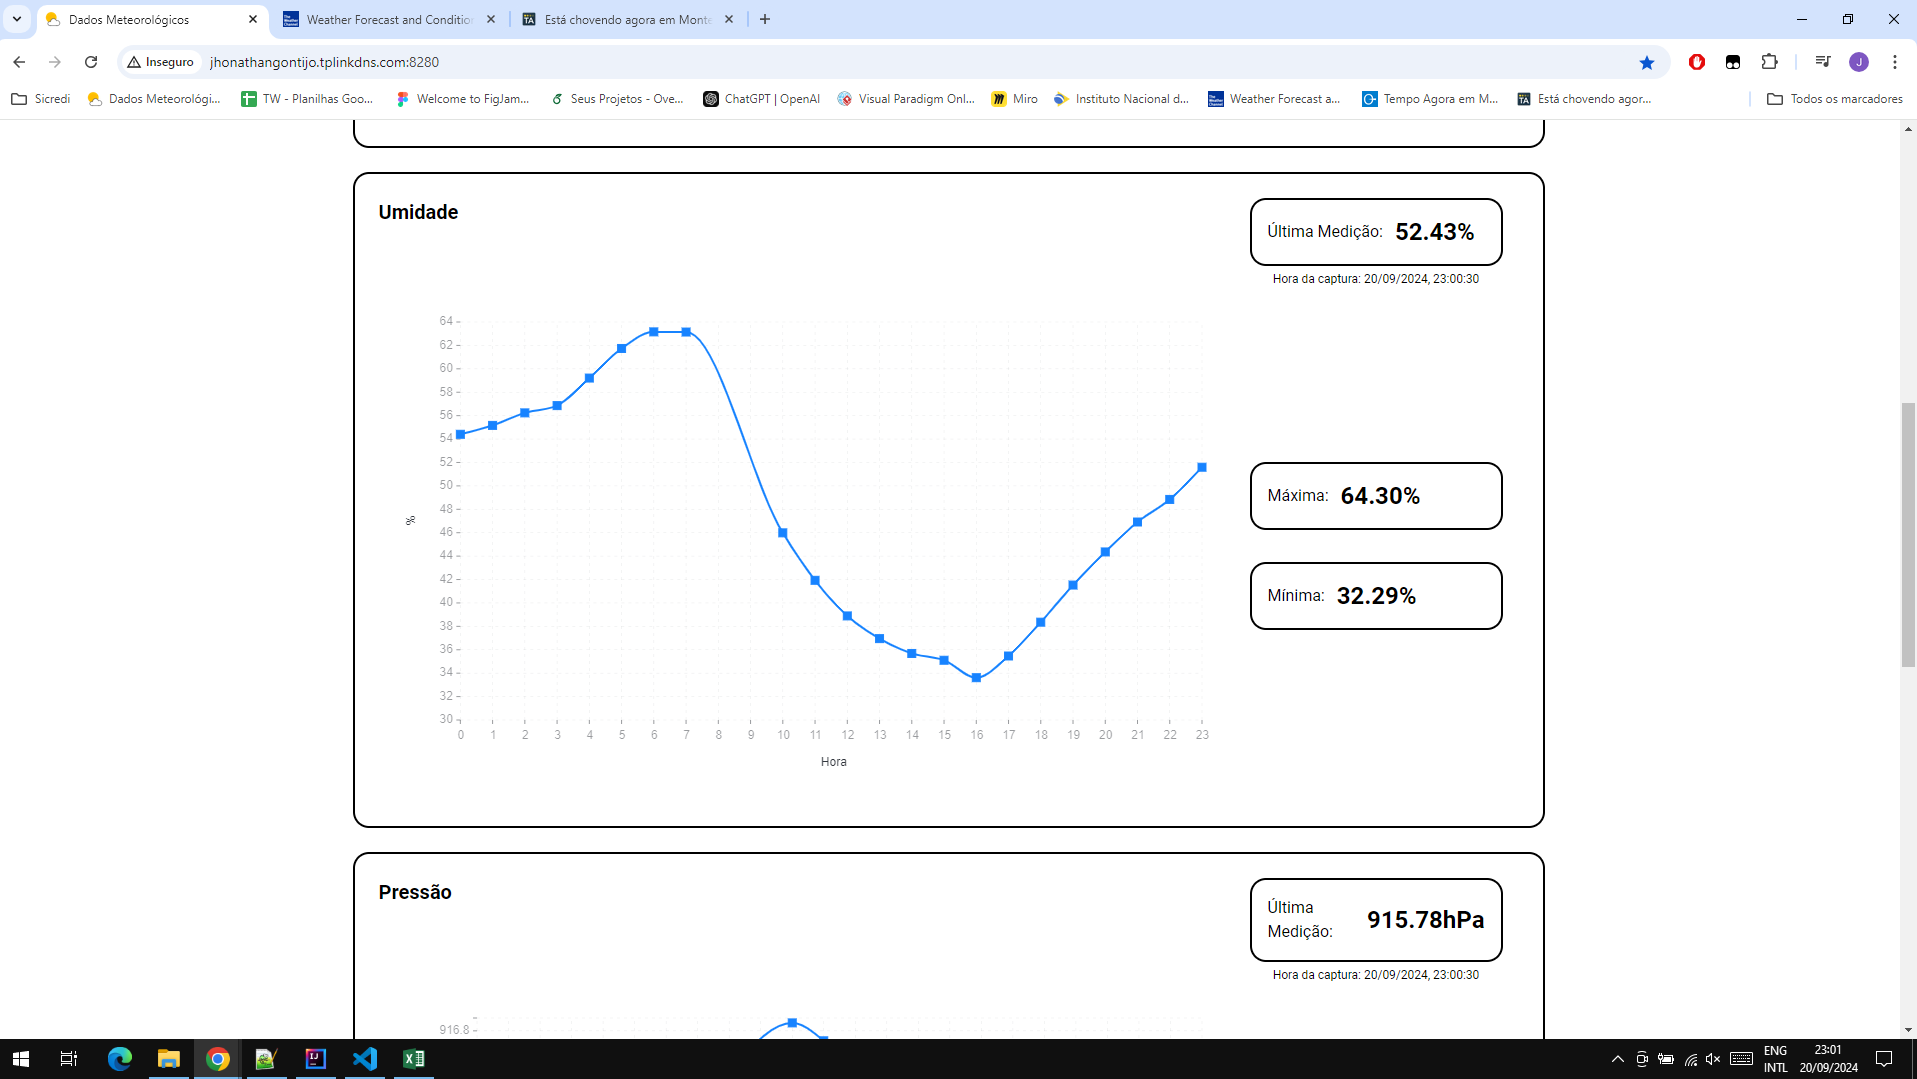 Dados Meteorológicos
Weather Forecast and Conditio
Está chovendo agora em Mont
Inseguro
jhonathangontijo.tplinkdns.com:8280
J
Sicredi
Dados Meteorológi...
TW - Planilhas Goo...
Welcome to FigJam...
Seus Projetos - Ove...
ChatGPT | OpenAI
Visual Paradigm Onl...
Miro
Instituto Nacional d...
Weather Forecast a...
Tempo Agora em M...
Está chovendo agor...
Todos os marcadores
Umidade
Última Medição: 52.43%
Hora da captura: 20/09/2024, 23:00:30
64
62
60
58
56
54
52
50
48
46
44
42
40
38
36
34
32
30
%
0 1 2 3 4 5 6 7 8 9 10 11 12 13 14 15 16 17 18 19 20 21 22 23
Hora
Máxima: 64.30%
Mínima: 32.29%
Pressão
Última
Medição: 915.78hPa
Hora da captura: 20/09/2024, 23:00:30
916.8
ENG
INTL
23:01
20/09/2024